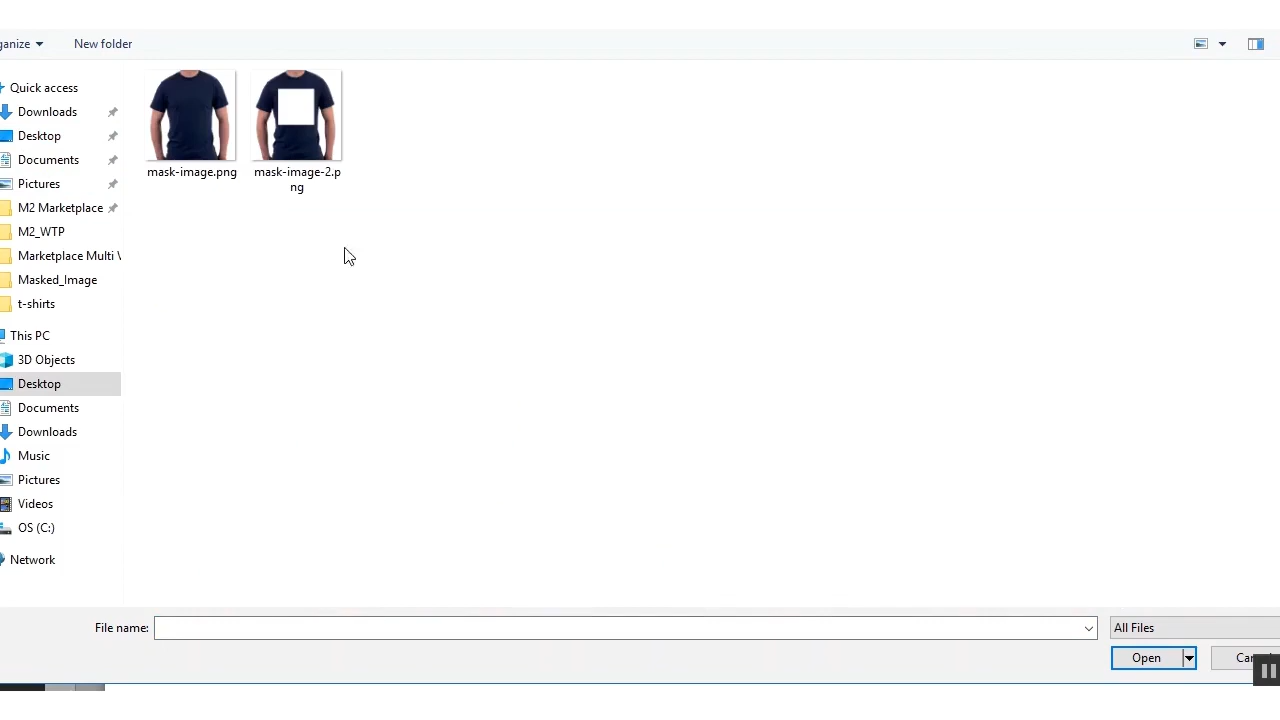 ganize
New folder
Quick access
Downloads
Desktop
Documents
Pictures
M2 Marketplace
M2_WTP
Marketplace Multi V
Masked_Image
t-shirts
This PC
3D Objects
Desktop
Documents
Downloads
Music
Pictures
Videos
OS (C:)
Network
mask-image.png
mask-image-2.p
ng
File name:
All Files
Open
Can